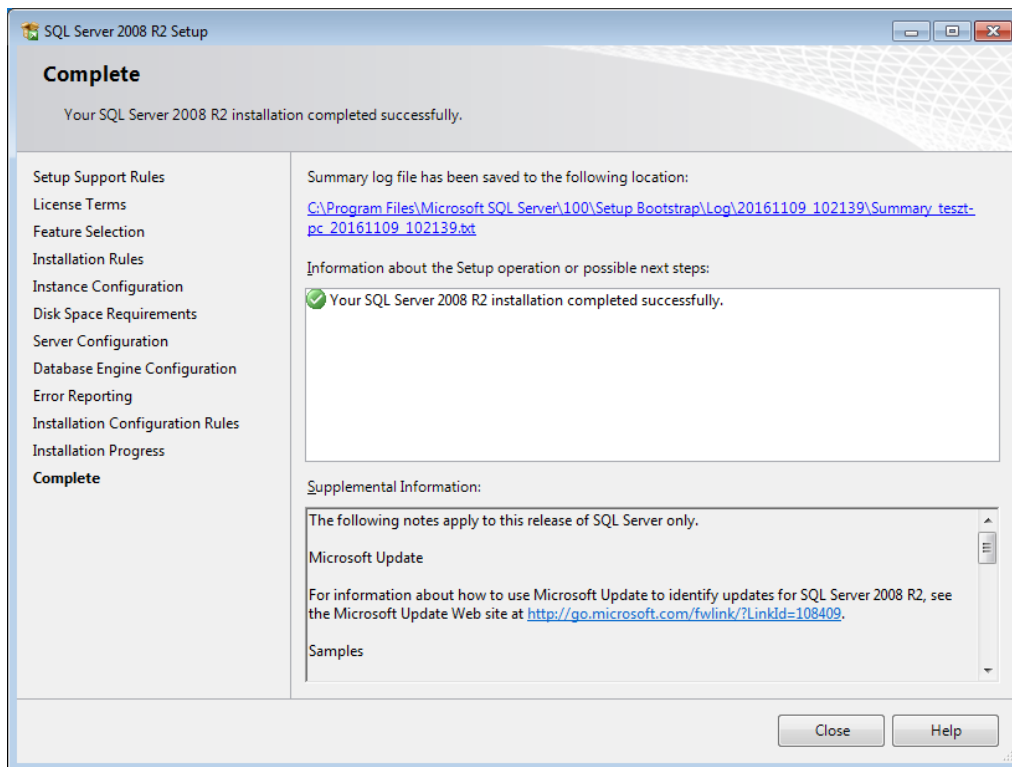 SQL Server 2008 R2 Setup
Complete
Your SQL Server 2008 R2 installation completed successfully.
Setup Support Rules
License Terms
Feature Selection
Installation Rules
Instance Configuration
Disk Space Requirements
Server Configuration
Database Engine Configuration
Error Reporting
Installation Configuration Rules
Installation Progress
Complete
Summary log file has been saved to the following location:
C:\Program Files\Microsoft SQL Server\100\Setup Bootstrap\Log\20161109_102139\Summary_teszt-
pc_20161109_102139.txt
Information about the Setup operation or possible next steps:
Your SQL Server 2008 R2 installation completed successfully.
Supplemental Information:
The following notes apply to this release of SQL Server only.
Microsoft Update
For information about how to use Microsoft Update to identify updates for SQL Server 2008 R2, see
the Microsoft Update Web site at http://go.microsoft.com/fwlink/?LinkId=108409.
Samples
Close
Help